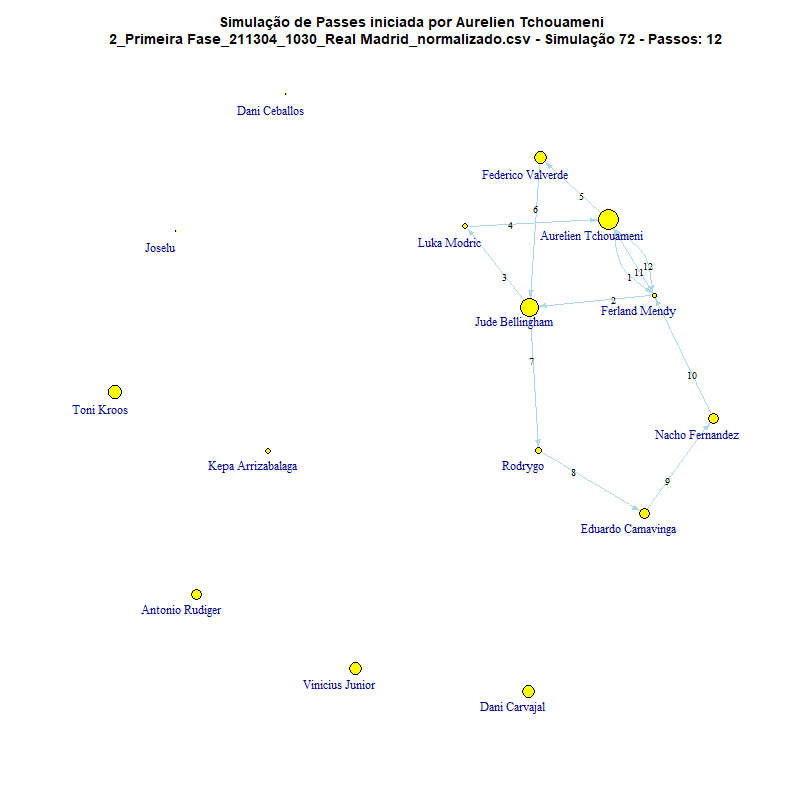 Simulação de Passes iniciada por Aurelien Tchouameni
2_Primeira Fase_211304_1030_Real Madrid_normalizado.csv - Simulação 72 - Passos: 12
Dani Ceballos
Federico Valverde
5
6
Luka Modric
4
Aurelien Tchouameni
Joselu
12
11
1
3
2
Ferland Mendy
Jude Bellingham
7
10
Toni Kroos
Nacho Fernandez
Kepa Arrizabalaga
Rodrygo
8
9
Eduardo Camavinga
Antonio Rudiger
Vinicius Junior
Dani Carvajal